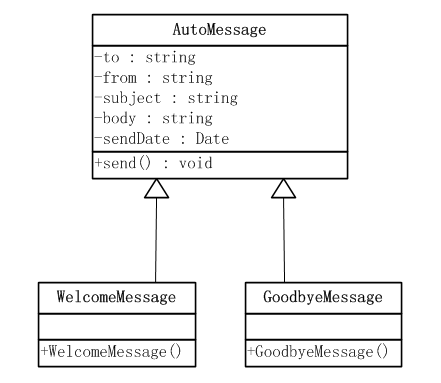 AutoMessage
-to : string
-from : string
-subject : string
-body : string
-sendDate : Date
+send() : void
WelcomeMessage
+WelcomeMessage()
GoodbyeMessage
+GoodbyeMessage()